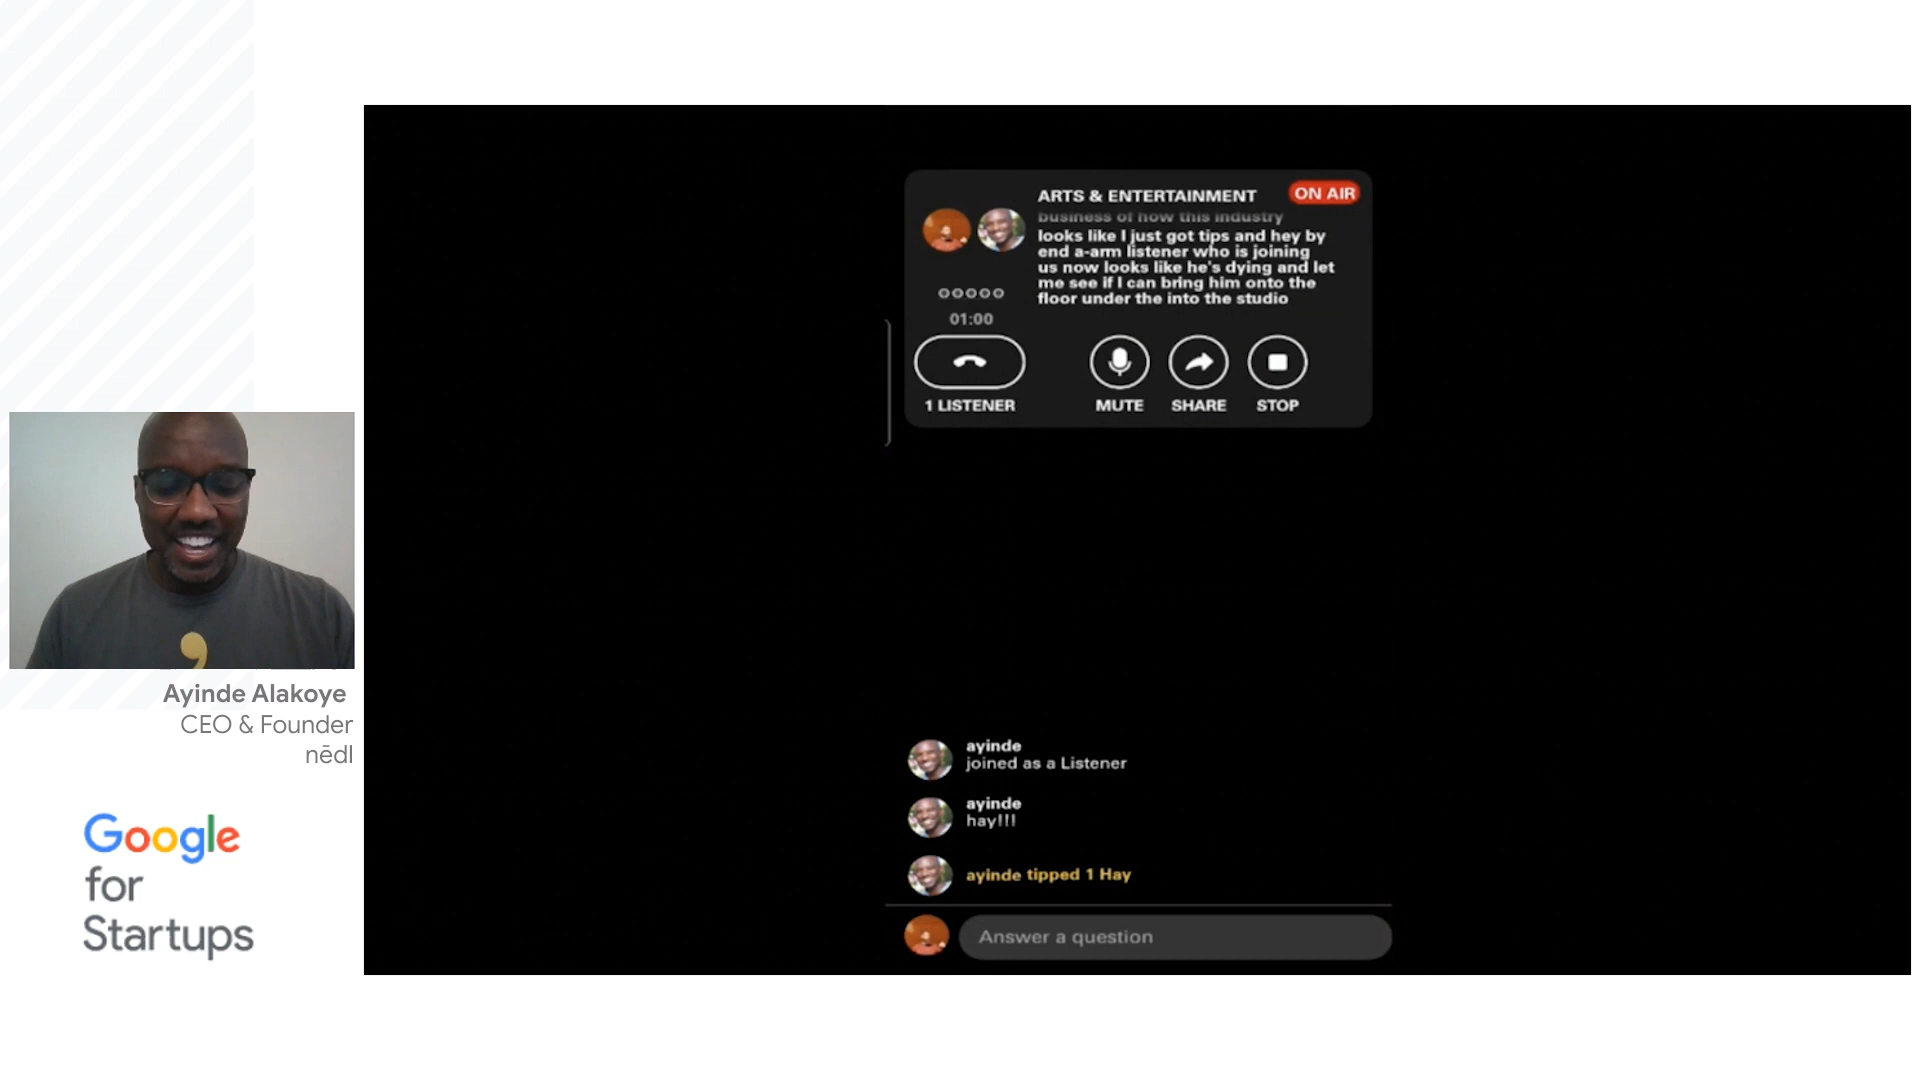 ARTS & ENTERTAINMENT
ON AIR
business of how this industry
looks like I just got tips and hey by
end a-arm listener who is joining
us now looks like he's dying and let
me see if I can bring him onto the
floor under the into the studio
01:00
1 LISTENER
MUTE
SHARE
STOP
Ayinde Alakoye
CEO & Founder
nēdl
Google
for
Startups
ayinde
joined as a Listener
ayinde
hay!!!
ayinde tipped 1 Hay
Answer a question